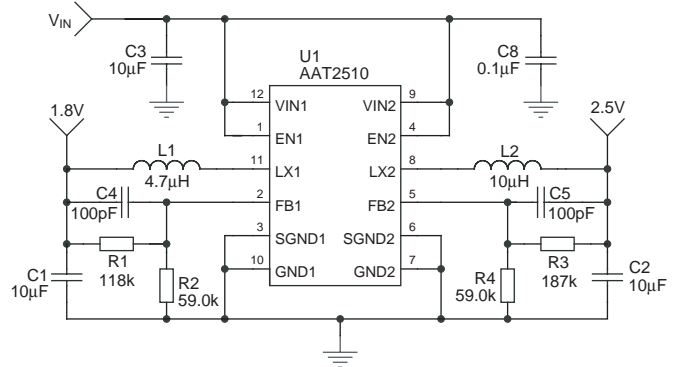 VIN
C3
10μF
U1
AAT2510
C8
0.1μF
1.8V
2.5V
12
VIN1
VIN2
9
1
EN1
EN2
4
L1
4.7μH
11
LX1
LX2
8
L2
10μH
C4
100pF
2
FB1
FB2
5
C5
100pF
3
SGND1
SGND2
6
R1
118k
R3
187k
10
GND1
GND2
7
C1
10μF
R2
59.0k
R4
59.0k
C2
10μF